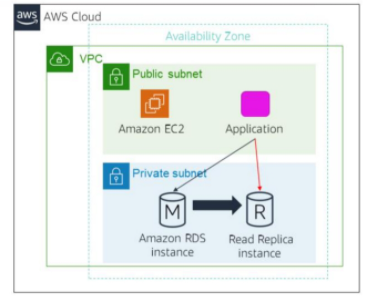 aws
AWS Cloud
Availability Zone
VPC
Public subnet
Amazon EC2
Application
Private subnet
M
R
Amazon RDS
instance
Read Replica
instance